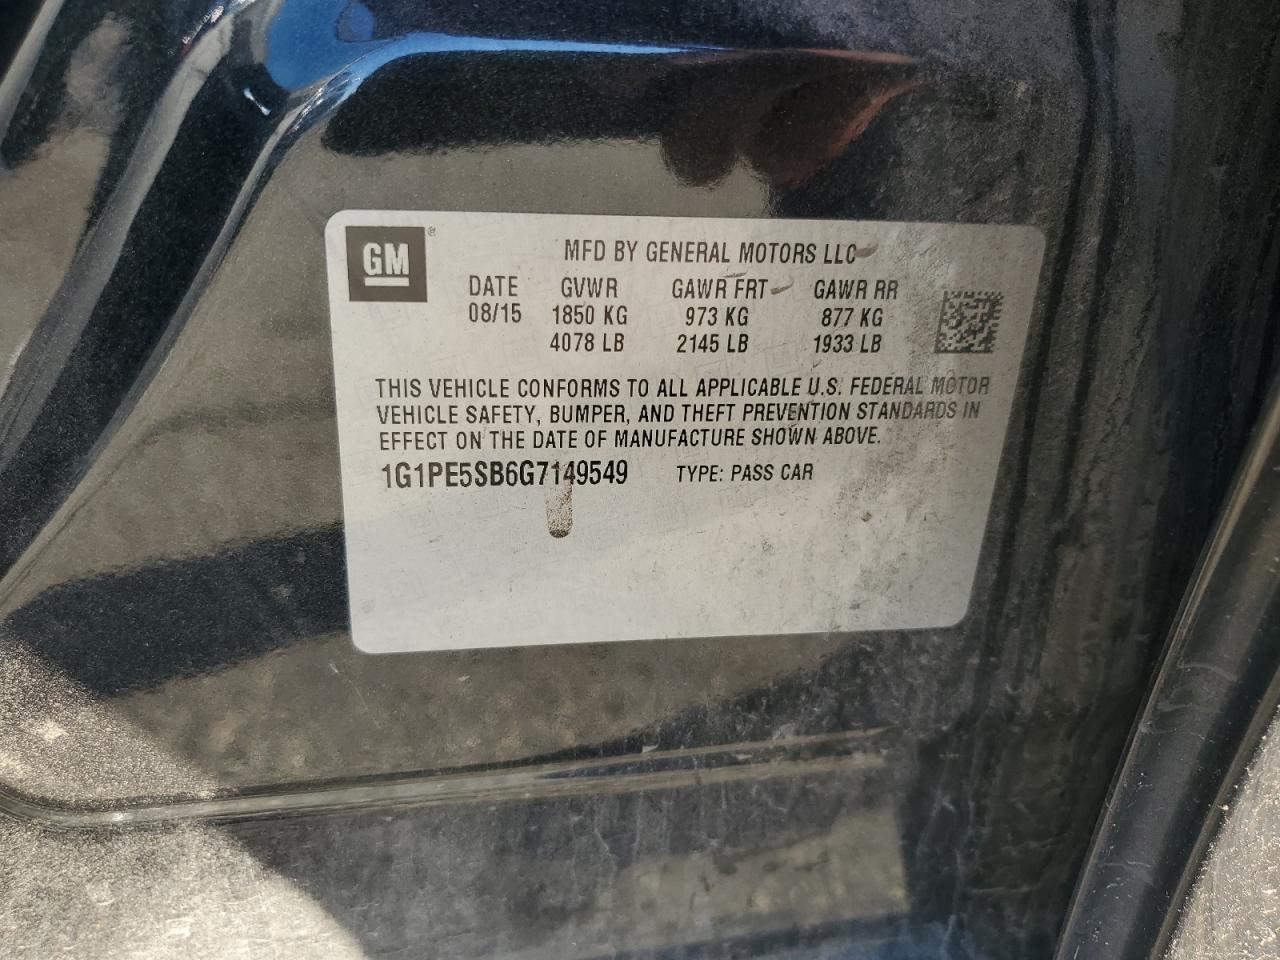 GM®
MFD BY GENERAL MOTORS LLC
DATE GVWR GAWR FRT GAWR RR
08/15 1850 KG 973 KG 877 KG
4078 LB 2145 LB 1933 LB
THIS VEHICLE CONFORMS TO ALL APPLICABLE U.S. FEDERAL MOTOR
VEHICLE SAFETY, BUMPER, AND THEFT PREVENTION STANDARDS IN
EFFECT ON THE DATE OF MANUFACTURE SHOWN ABOVE.
1G1PE5SB6G7149549 TYPE: PASS CAR